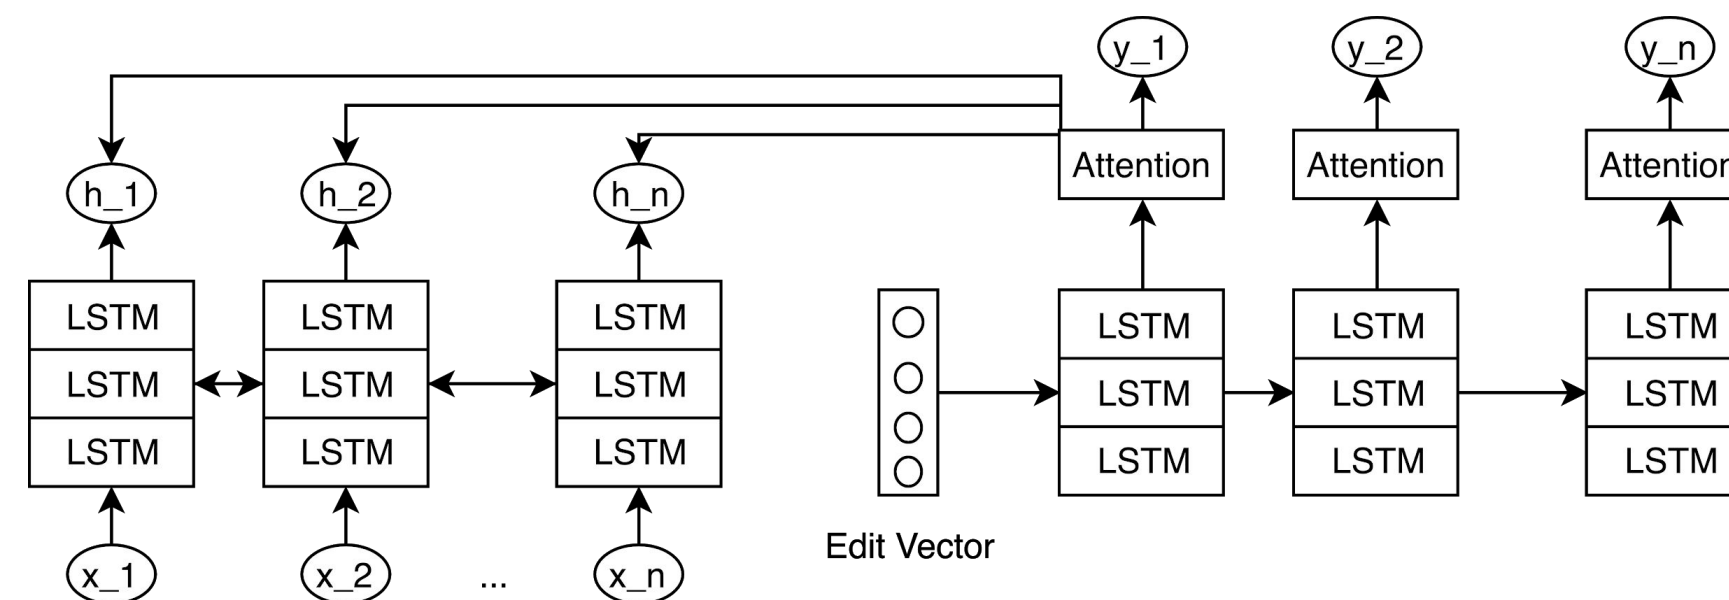 y_1 y_2 y_n
Attention Attention Attention
h_1 h_2 h_n
LSTM LSTM LSTM LSTM LSTM LSTM
LSTM LSTM LSTM LSTM LSTM LSTM
LSTM LSTM LSTM LSTM LSTM LSTM
Edit Vector
x_1 x_2 ... x_n